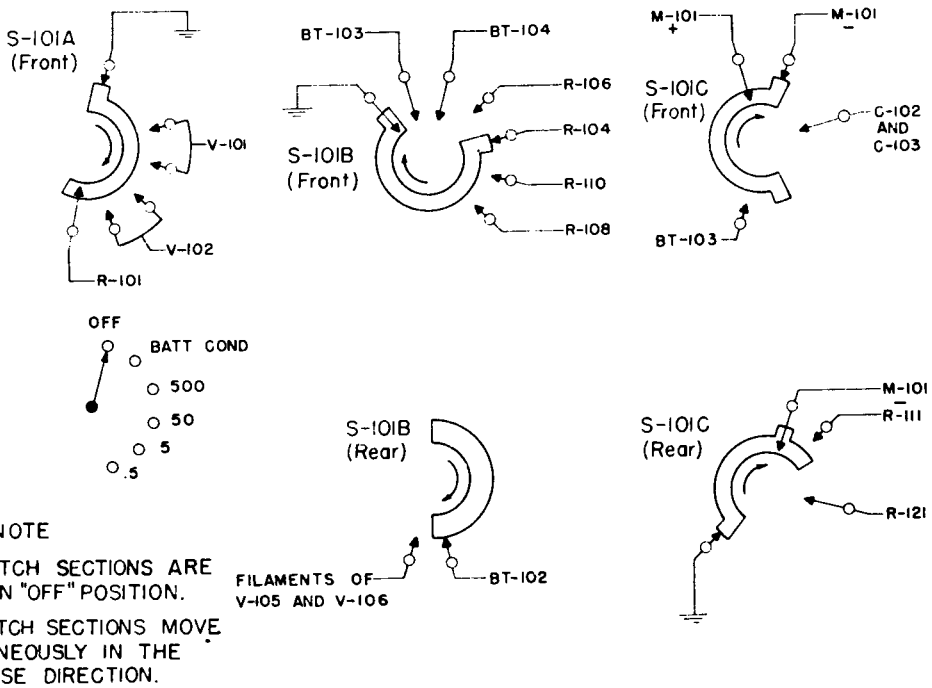 S-101A
(Front)
R-101
V-101
V-102
BT-103
BT-104
R-106
R-104
R-110
R-108
S-101B
(Front)
M-101
+
M-101
–
S-101C
(Front)
C-102
AND
C-103
BT-103
OFF
BATT COND
500
50
5
.5
S-101B
(Rear)
FILAMENTS OF
V-105 AND V-106
BT-102
S-101C
(Rear)
M-101
–
R-111
R-121
NOTE
TCH SECTIONS ARE
N "OFF" POSITION.
TCH SECTIONS MOVE
NEOUSLY IN THE
SE DIRECTION.